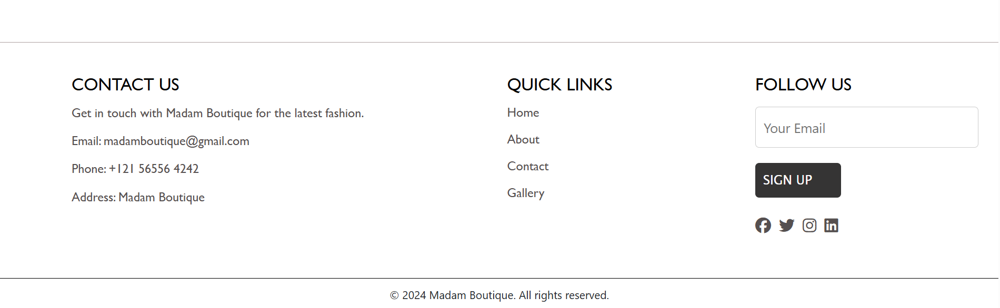 CONTACT US
Get in touch with Madam Boutique for the latest fashion.
Email: madamboutique@gmail.com
Phone: +121 56556 4242
Address: Madam Boutique
QUICK LINKS
Home
About
Contact
Gallery
FOLLOW US
Your Email
SIGN UP
© 2024 Madam Boutique. All rights reserved.